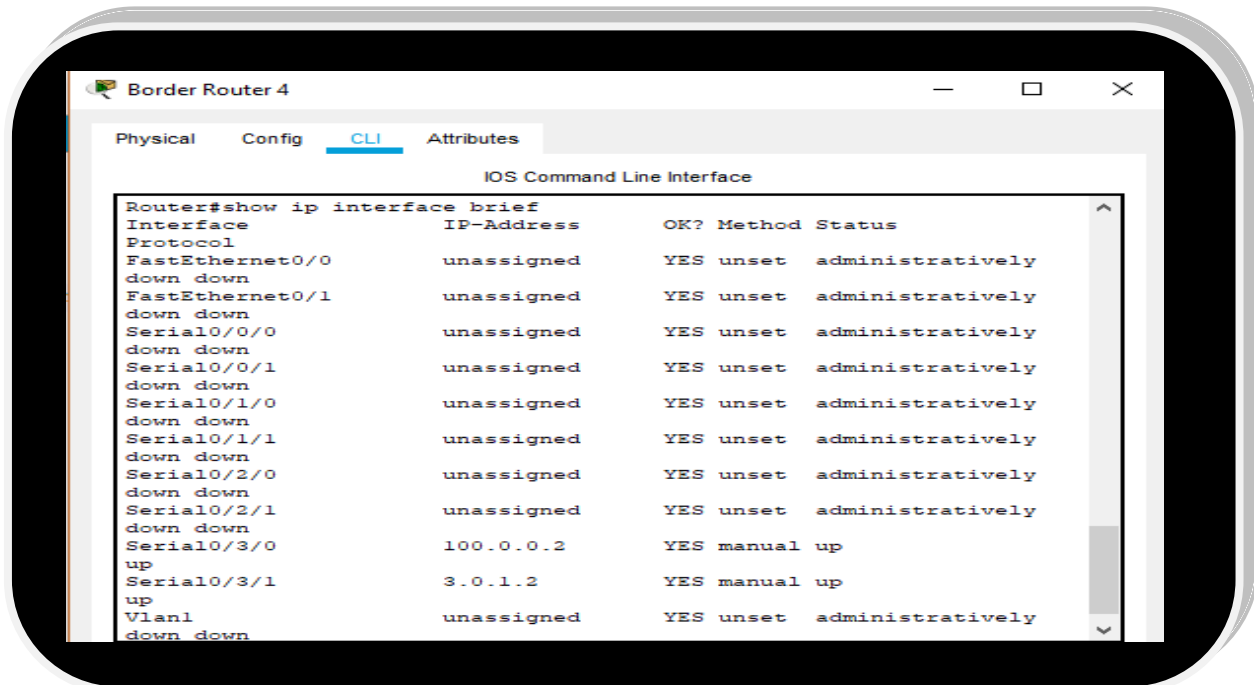 Border Router 4
Physical Config CLI Attributes
IOS Command Line Interface
Router#show ip interface brief
Interface IP-Address OK? Method Status
Protocol
FastEthernet0/0 unassigned YES unset administratively
down down
FastEthernet0/1 unassigned YES unset administratively
down down
Serial0/0/0 unassigned YES unset administratively
down down
Serial0/0/1 unassigned YES unset administratively
down down
Serial0/1/0 unassigned YES unset administratively
down down
Serial0/1/1 unassigned YES unset administratively
down down
Serial0/2/0 unassigned YES unset administratively
down down
Serial0/2/1 unassigned YES unset administratively
down down
Serial0/3/0 100.0.0.2 YES manual up
up
Serial0/3/1 3.0.1.2 YES manual up
up
Vlan1 unassigned YES unset administratively
down down